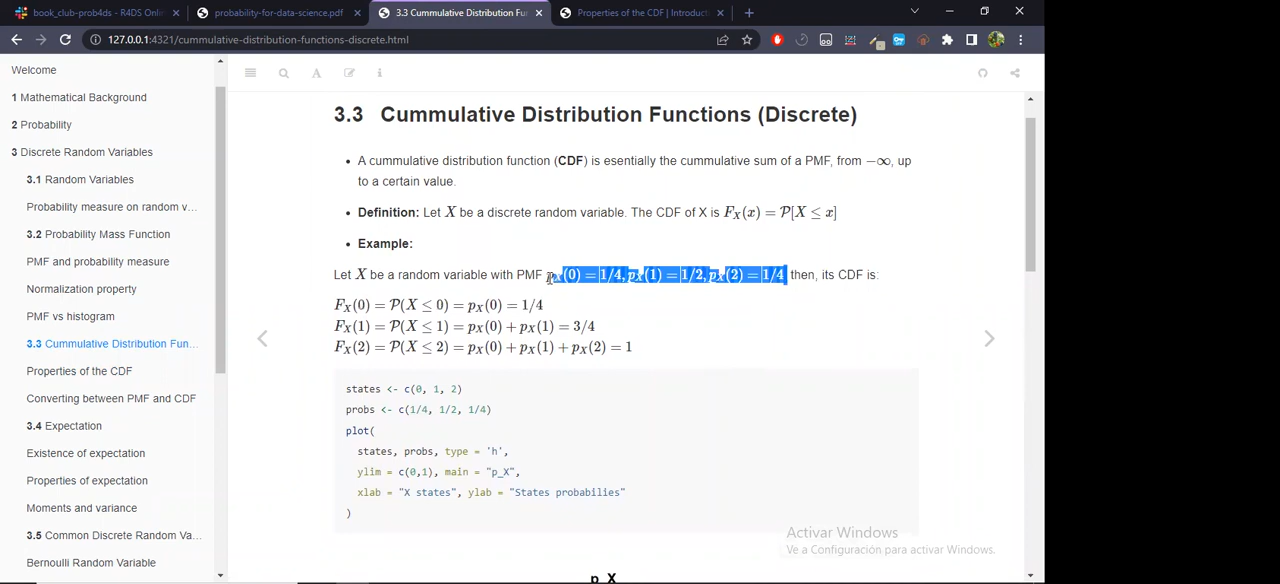 book_club-prob4ds - R4DS Onli
probability-for-data-science.pdf
3.3 Cummulative Distribution Fun
Properties of the CDF | Introduct
127.0.0.1:4321/cummulative-distribution-functions-discrete.html
Welcome
1 Mathematical Background
2 Probability
3 Discrete Random Variables
3.1 Random Variables
Probability measure on random v...
3.2 Probability Mass Function
PMF and probability measure
Normalization property
PMF vs histogram
3.3 Cummulative Distribution Fun...
Properties of the CDF
Converting between PMF and CDF
3.4 Expectation
Existence of expectation
Properties of expectation
Moments and variance
3.5 Common Discrete Random Va...
Bernoulli Random Variable
3.3 Cummulative Distribution Functions (Discrete)
• A cummulative distribution function (CDF) is esentially the cummulative sum of a PMF, from −∞, up
to a certain value.
• Definition: Let X be a discrete random variable. The CDF of X is F_X(x) = P[X ≤ x]
• Example:
Let X be a random variable with PMF p_X(0) = 1/4, p_X(1) = 1/2, p_X(2) = 1/4 then, its CDF is:
F_X(0) = P(X ≤ 0) = p_X(0) = 1/4
F_X(1) = P(X ≤ 1) = p_X(0) + p_X(1) = 3/4
F_X(2) = P(X ≤ 2) = p_X(0) + p_X(1) + p_X(2) = 1
states <- c(0, 1, 2)
probs <- c(1/4, 1/2, 1/4)
plot(
states, probs, type = 'h',
ylim = c(0,1), main = "p_X",
xlab = "X states", ylab = "States probabilies"
)
p_X
Activar Windows
Ve a Configuración para activar Windows.